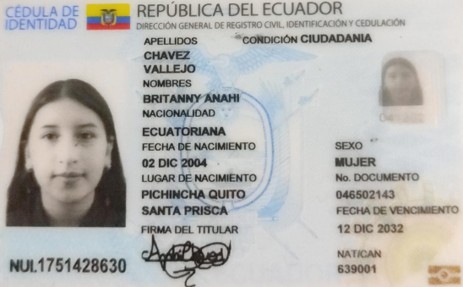 CÉDULA DE
IDENTIDAD
REPÚBLICA DEL ECUADOR
DIRECCIÓN GENERAL DE REGISTRO CIVIL, IDENTIFICACIÓN Y CEDULACIÓN
APELLIDOS CONDICIÓN CIUDADANIA
CHAVEZ
VALLEJO
NOMBRES
BRITANNY ANAHI
NACIONALIDAD
ECUATORIANA
FECHA DE NACIMIENTO SEXO
02 DIC 2004 MUJER
LUGAR DE NACIMIENTO No. DOCUMENTO
PICHINCHA QUITO 046502143
SANTA PRISCA FECHA DE VENCIMIENTO
FIRMA DEL TITULAR 12 DIC 2032
NAT/CAN
NUI.1751428630 639001